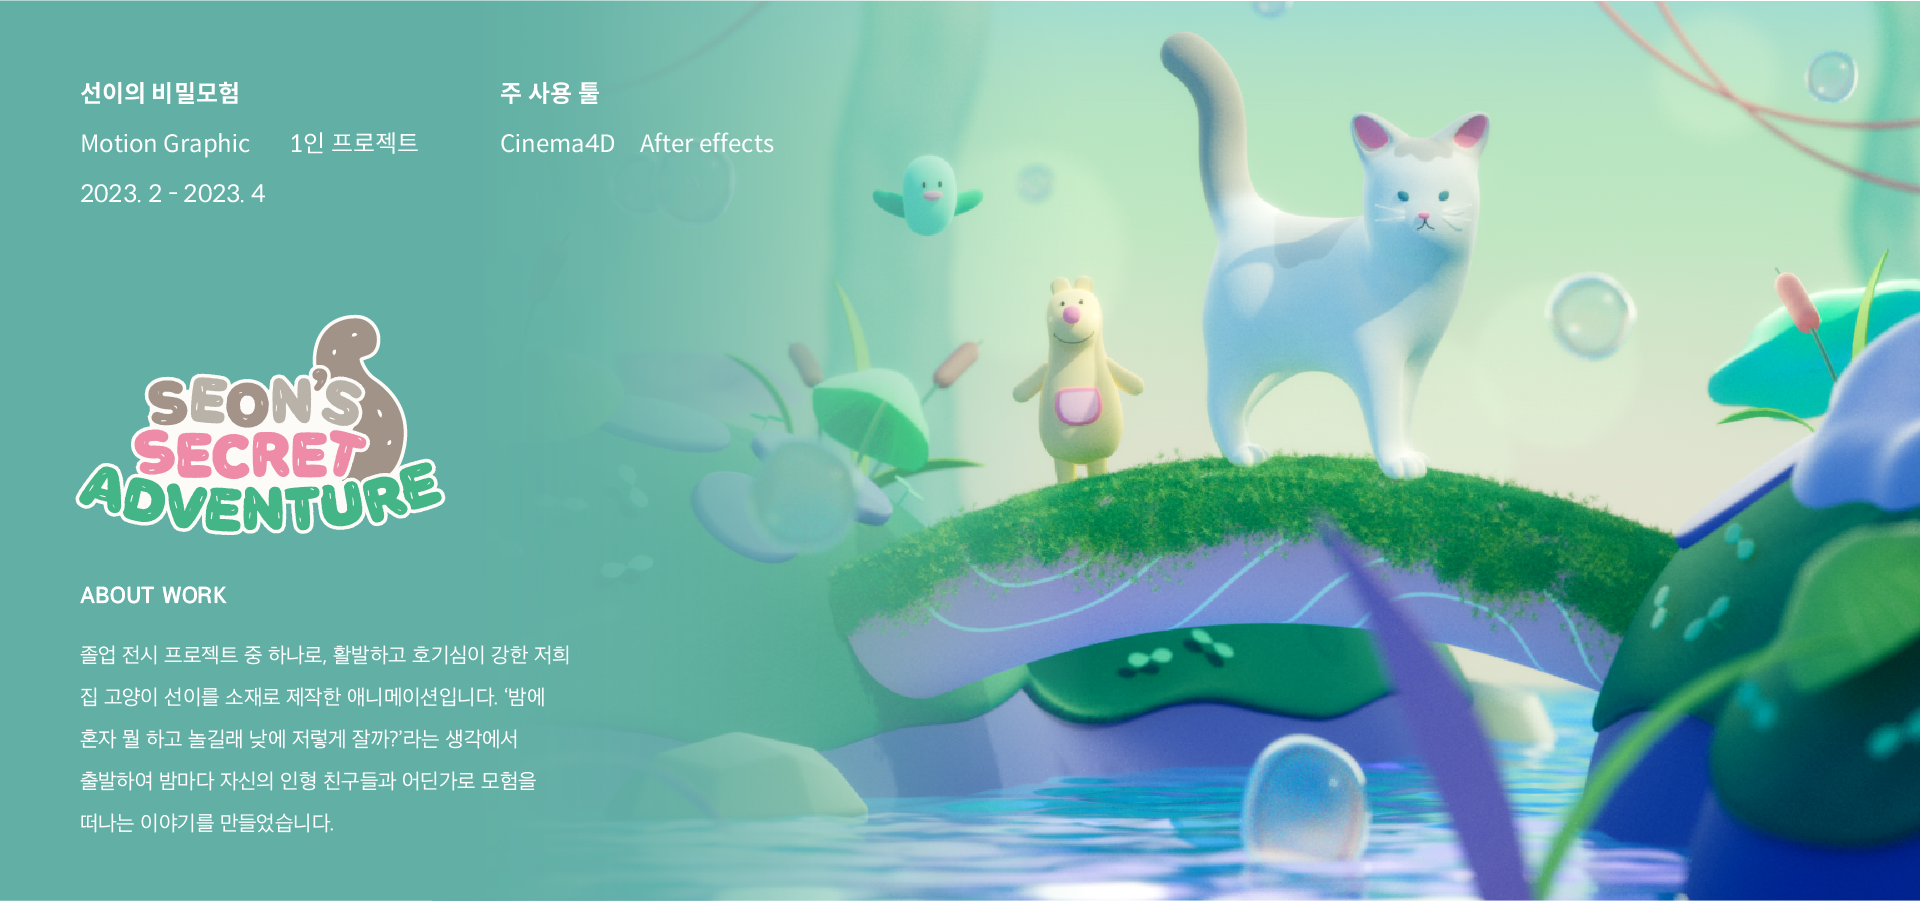 선이의 비밀모험
Motion Graphic 1인 프로젝트
2023. 2 - 2023. 4
주 사용 툴
Cinema4D After effects
SEON'S
SECRET
ADVENTURE
ABOUT WORK
졸업 전시 프로젝트 중 하나로, 활발하고 호기심이 강한 저희
집 고양이 선이를 소재로 제작한 애니메이션입니다. ‘밤에
혼자 뭘 하고 놀길래 낮에 저렇게 잘까?’라는 생각에서
출발하여 밤마다 자신의 인형 친구들과 어딘가로 모험을
떠나는 이야기를 만들었습니다.